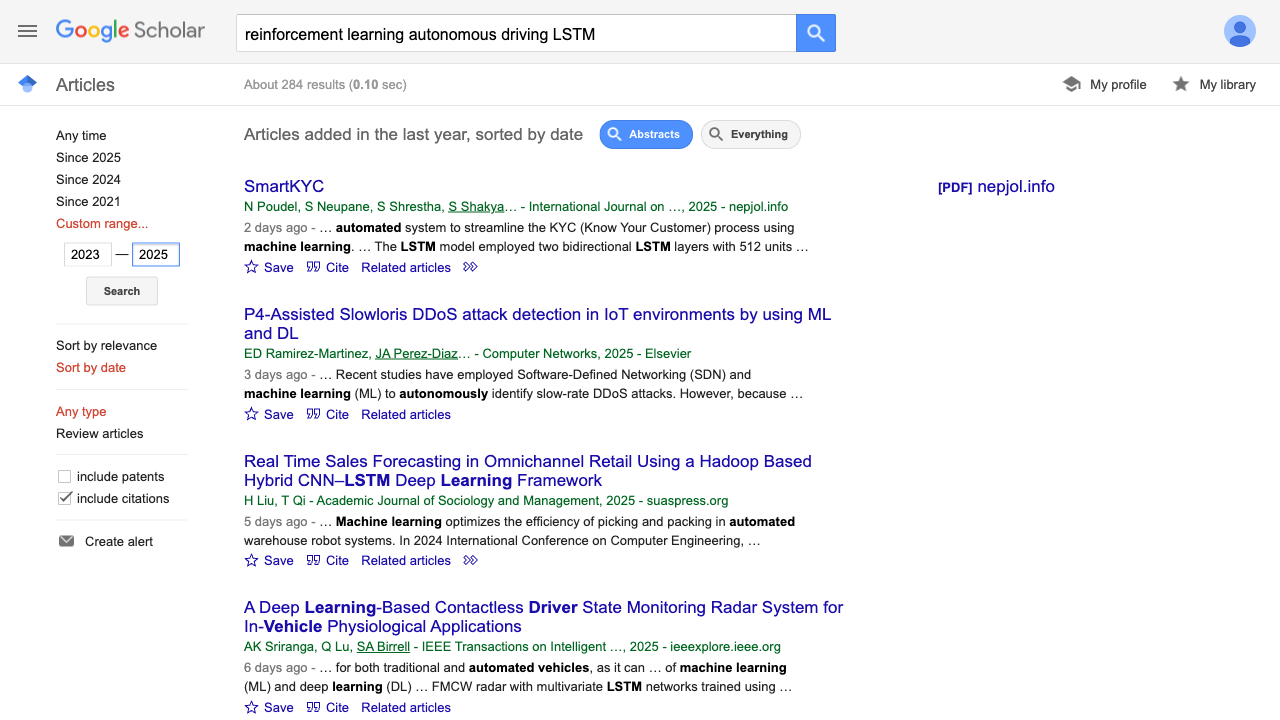 Google Scholar
reinforcement learning autonomous driving LSTM
Articles
About 284 results (0.10 sec)
My profile
My library
Any time
Since 2025
Since 2024
Since 2021
Custom range...
2023 — 2025
Search
Sort by relevance
Sort by date
Any type
Review articles
include patents
include citations
Create alert
Articles added in the last year, sorted by date
Abstracts
Everything
SmartKYC
N Poudel, S Neupane, S Shrestha, S Shakya… - International Journal on …, 2025 - nepjol.info
2 days ago - … automated system to streamline the KYC (Know Your Customer) process using
machine learning. … The LSTM model employed two bidirectional LSTM layers with 512 units …
Save Cite Related articles
[PDF] nepjol.info
P4-Assisted Slowloris DDoS attack detection in IoT environments by using ML
and DL
ED Ramirez-Martinez, JA Perez-Diaz… - Computer Networks, 2025 - Elsevier
3 days ago - … Recent studies have employed Software-Defined Networking (SDN) and
machine learning (ML) to autonomously identify slow-rate DDoS attacks. However, because …
Save Cite Related articles
Real Time Sales Forecasting in Omnichannel Retail Using a Hadoop Based
Hybrid CNN–LSTM Deep Learning Framework
H Liu, T Qi - Academic Journal of Sociology and Management, 2025 - suaspress.org
5 days ago - … Machine learning optimizes the efficiency of picking and packing in automated
warehouse robot systems. In 2024 International Conference on Computer Engineering, …
Save Cite Related articles
A Deep Learning-Based Contactless Driver State Monitoring Radar System for
In-Vehicle Physiological Applications
AK Sriranga, Q Lu, SA Birrell - IEEE Transactions on Intelligent …, 2025 - ieeexplore.ieee.org
6 days ago - … for both traditional and automated vehicles, as it can … of machine learning
(ML) and deep learning (DL) … FMCW radar with multivariate LSTM networks trained using …
Save Cite Related articles